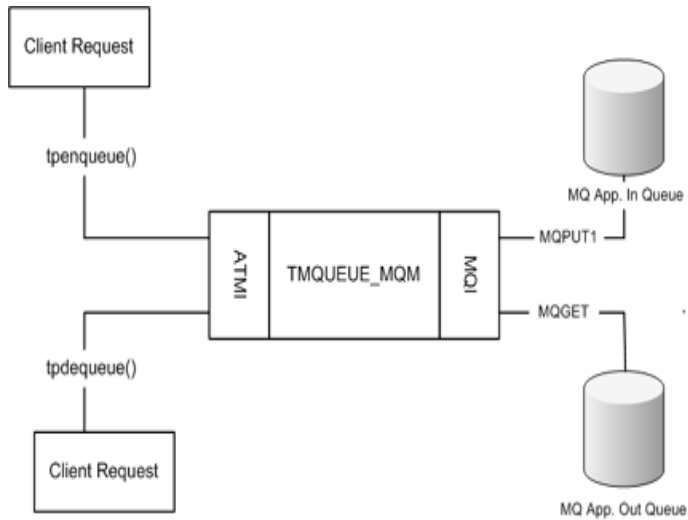 Client Request
tpenqueue()
MQ App. In Queue
MQPUT1
ATMI
TMQUEUE_MQM
MQI
MQGET
tpdequeue()
Client Request
MQ App. Out Queue